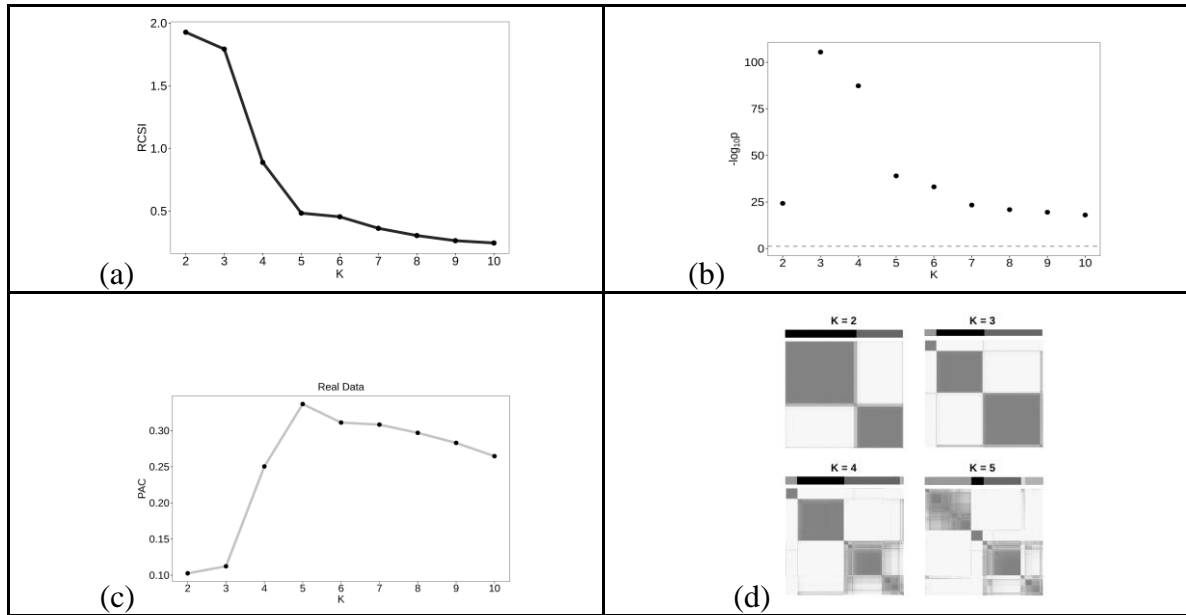 2.0
1.5
1.0
0.5
RCSI
2 3 4 5 6 7 8 9 10
K
(a)
100
75
50
25
0
-log10p
2 3 4 5 6 7 8 9 10
K
(b)
Real Data
0.30
0.25
0.20
0.15
0.10
PAC
2 3 4 5 6 7 8 9 10
K
(c)
K = 2 K = 3
K = 4 K = 5
(d)